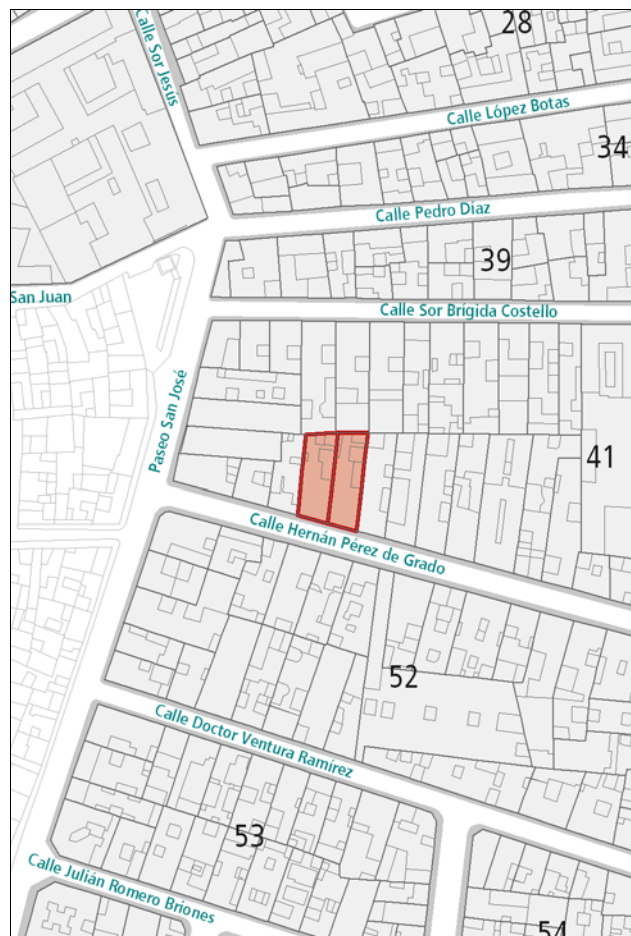 28
Calle Sor Jesús
Calle López Botas
34
Calle Pedro Díaz
39
San Juan
Calle Sor Brígida Costello
Paseo San José
41
Calle Hernán Pérez de Grado
52
Calle Doctor Ventura Ramírez
53
Calle Julián Romero Briones
54